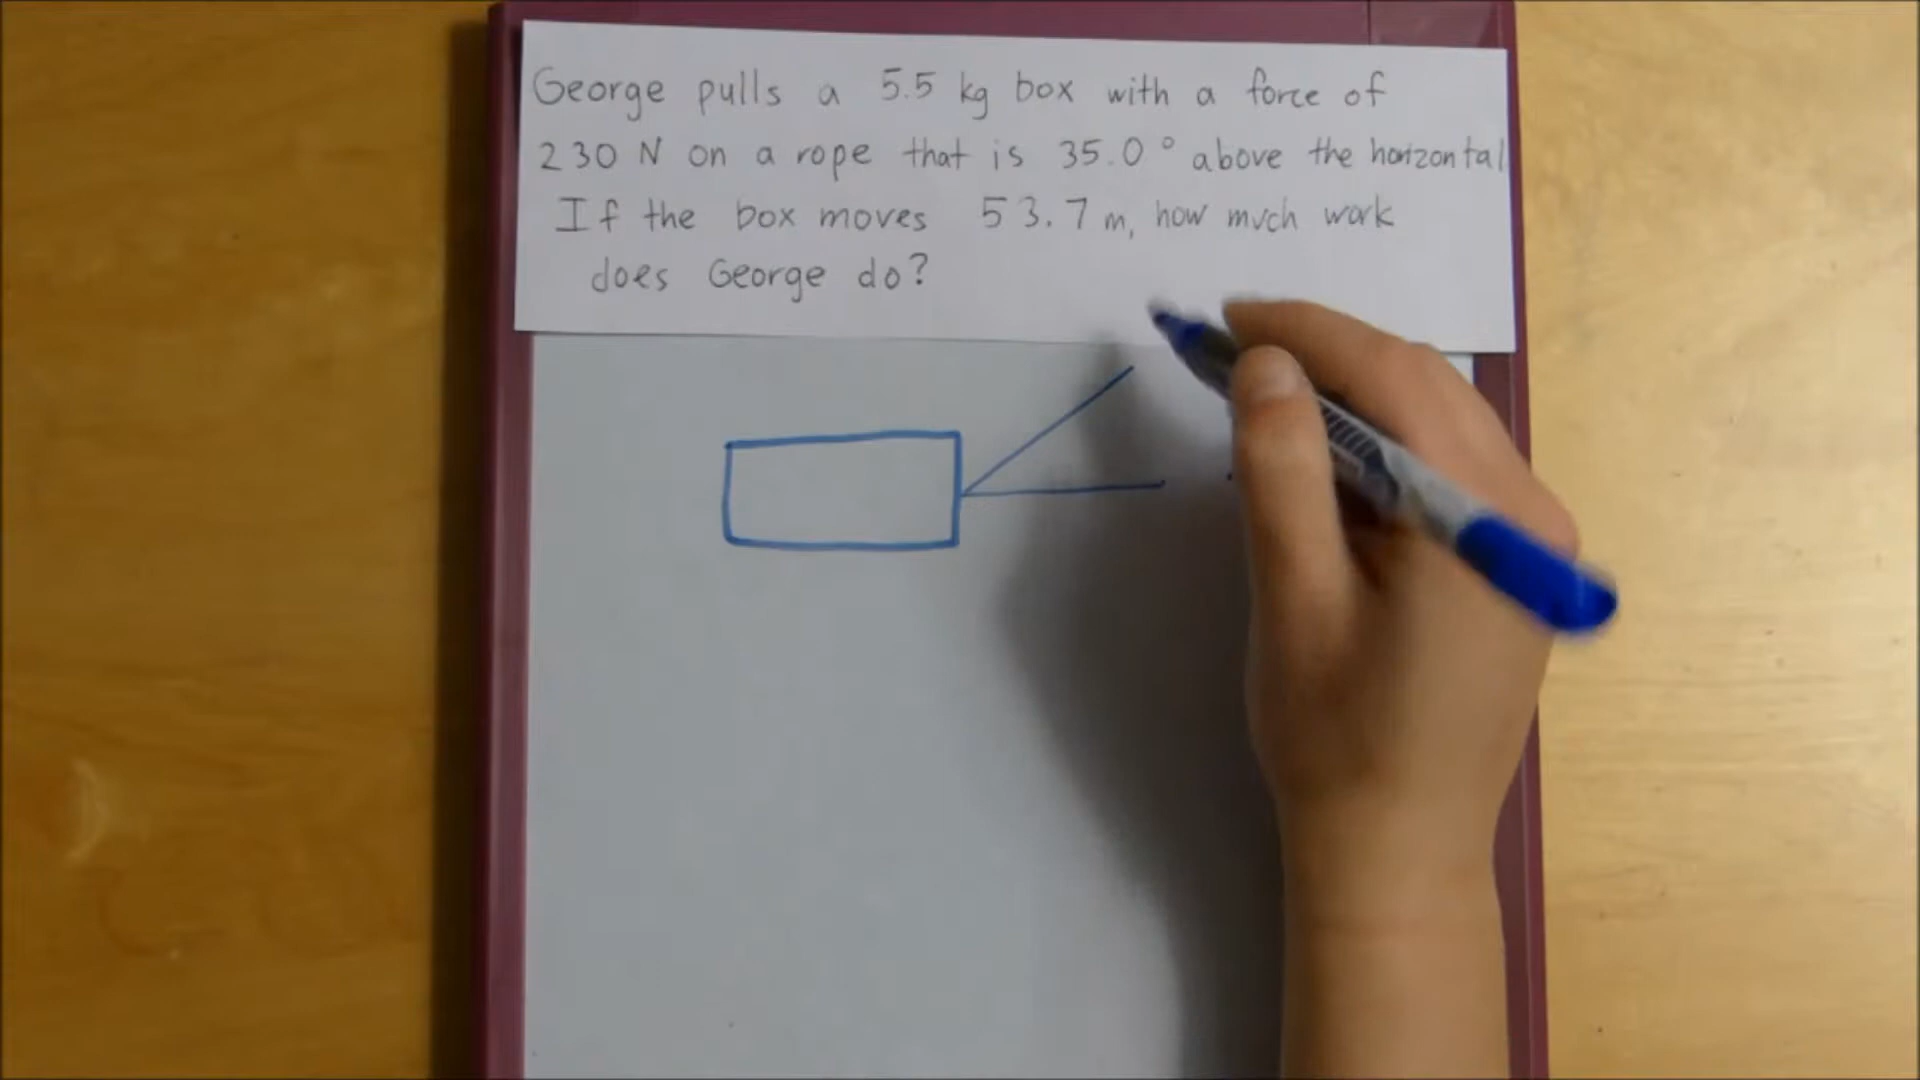 George pulls a 5.5 kg box with a force of
230 N on a rope that is 35.0° above the horizontal
If the box moves 53.7 m, how much work
does George do?